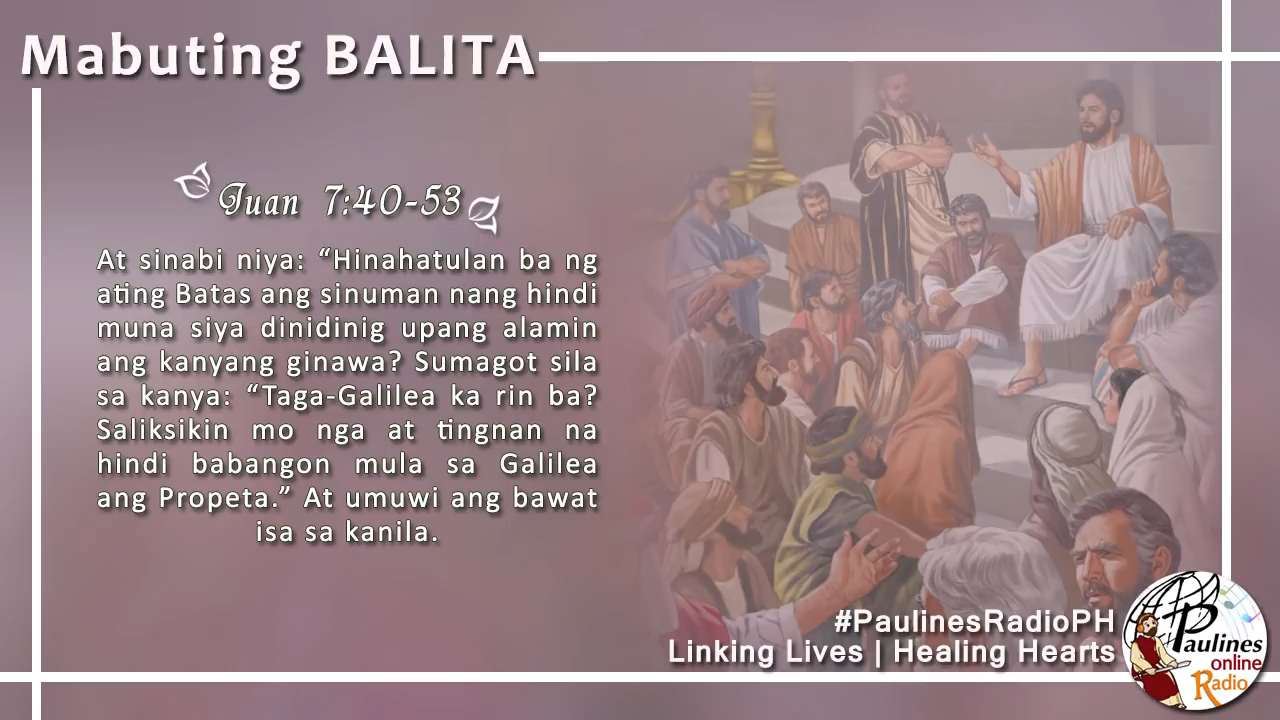 Mabuting BALITA
Juan 7:40-53
At sinabi niya: “Hinahatulan ba ng
ating Batas ang sinuman nang hindi
muna siya dinidinig upang alamin
ang kanyang ginawa? Sumagot sila
sa kanya: “Taga-Galilea ka rin ba?
Saliksikin mo nga at tingnan na
hindi babangon mula sa Galilea
ang Propeta.” At umuwi ang bawat
isa sa kanila.
#PaulinesRadioPH
Linking Lives | Healing Hearts
Paulines
online
Radio